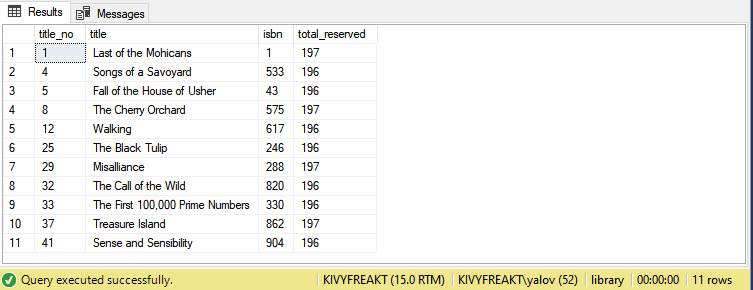 Results Messages
title_no title isbn total_reserved
1 1 Last of the Mohicans 1 197
2 4 Songs of a Savoyard 533 196
3 5 Fall of the House of Usher 43 196
4 8 The Cherry Orchard 575 197
5 12 Walking 617 196
6 25 The Black Tulip 246 196
7 29 Misalliance 288 197
8 32 The Call of the Wild 820 196
9 33 The First 100,000 Prime Numbers 330 196
10 37 Treasure Island 862 197
11 41 Sense and Sensibility 904 196
Query executed successfully. KIVYFREAKT (15.0 RTM) KIVYFREAKT\yalov (52) library 00:00:00 11 rows